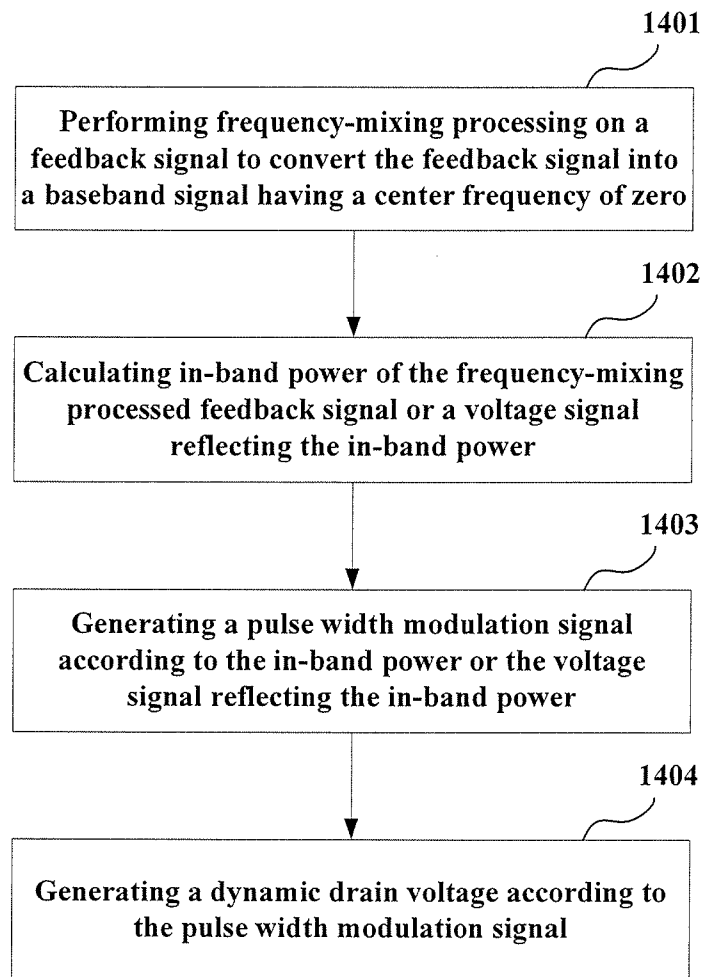 1401
Performing frequency-mixing processing on a
feedback signal to convert the feedback signal into
a baseband signal having a center frequency of zero
1402
Calculating in-band power of the frequency-mixing
processed feedback signal or a voltage signal
reflecting the in-band power
1403
Generating a pulse width modulation signal
according to the in-band power or the voltage
signal reflecting the in-band power
1404
Generating a dynamic drain voltage according to
the pulse width modulation signal